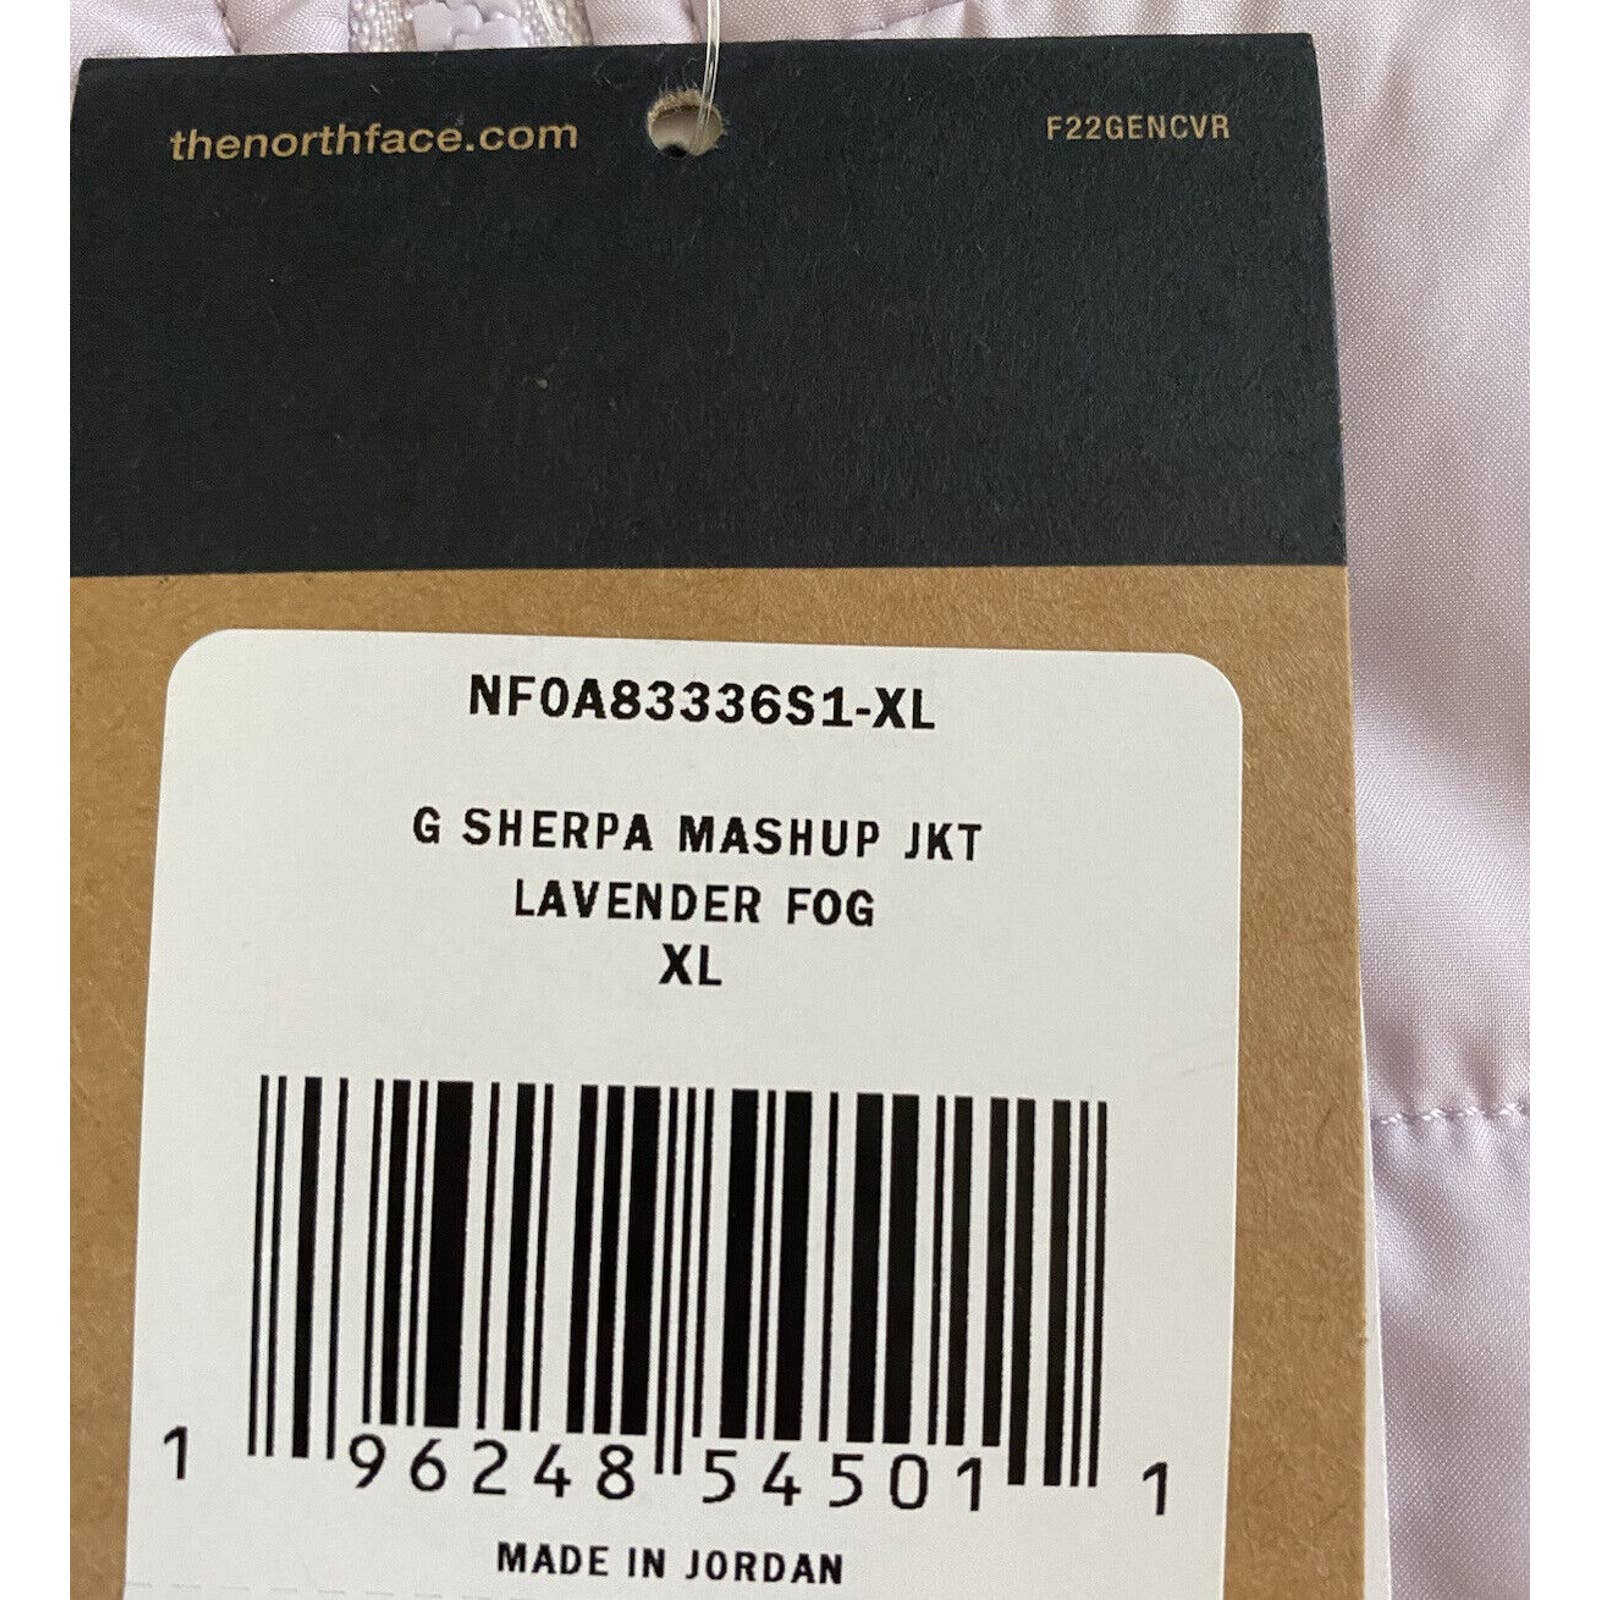 thenorthface.com F22GENCVR
NF0A83336S1-XL
G SHERPA MASHUP JKT
LAVENDER FOG
XL
1 96248 54501 1
MADE IN JORDAN